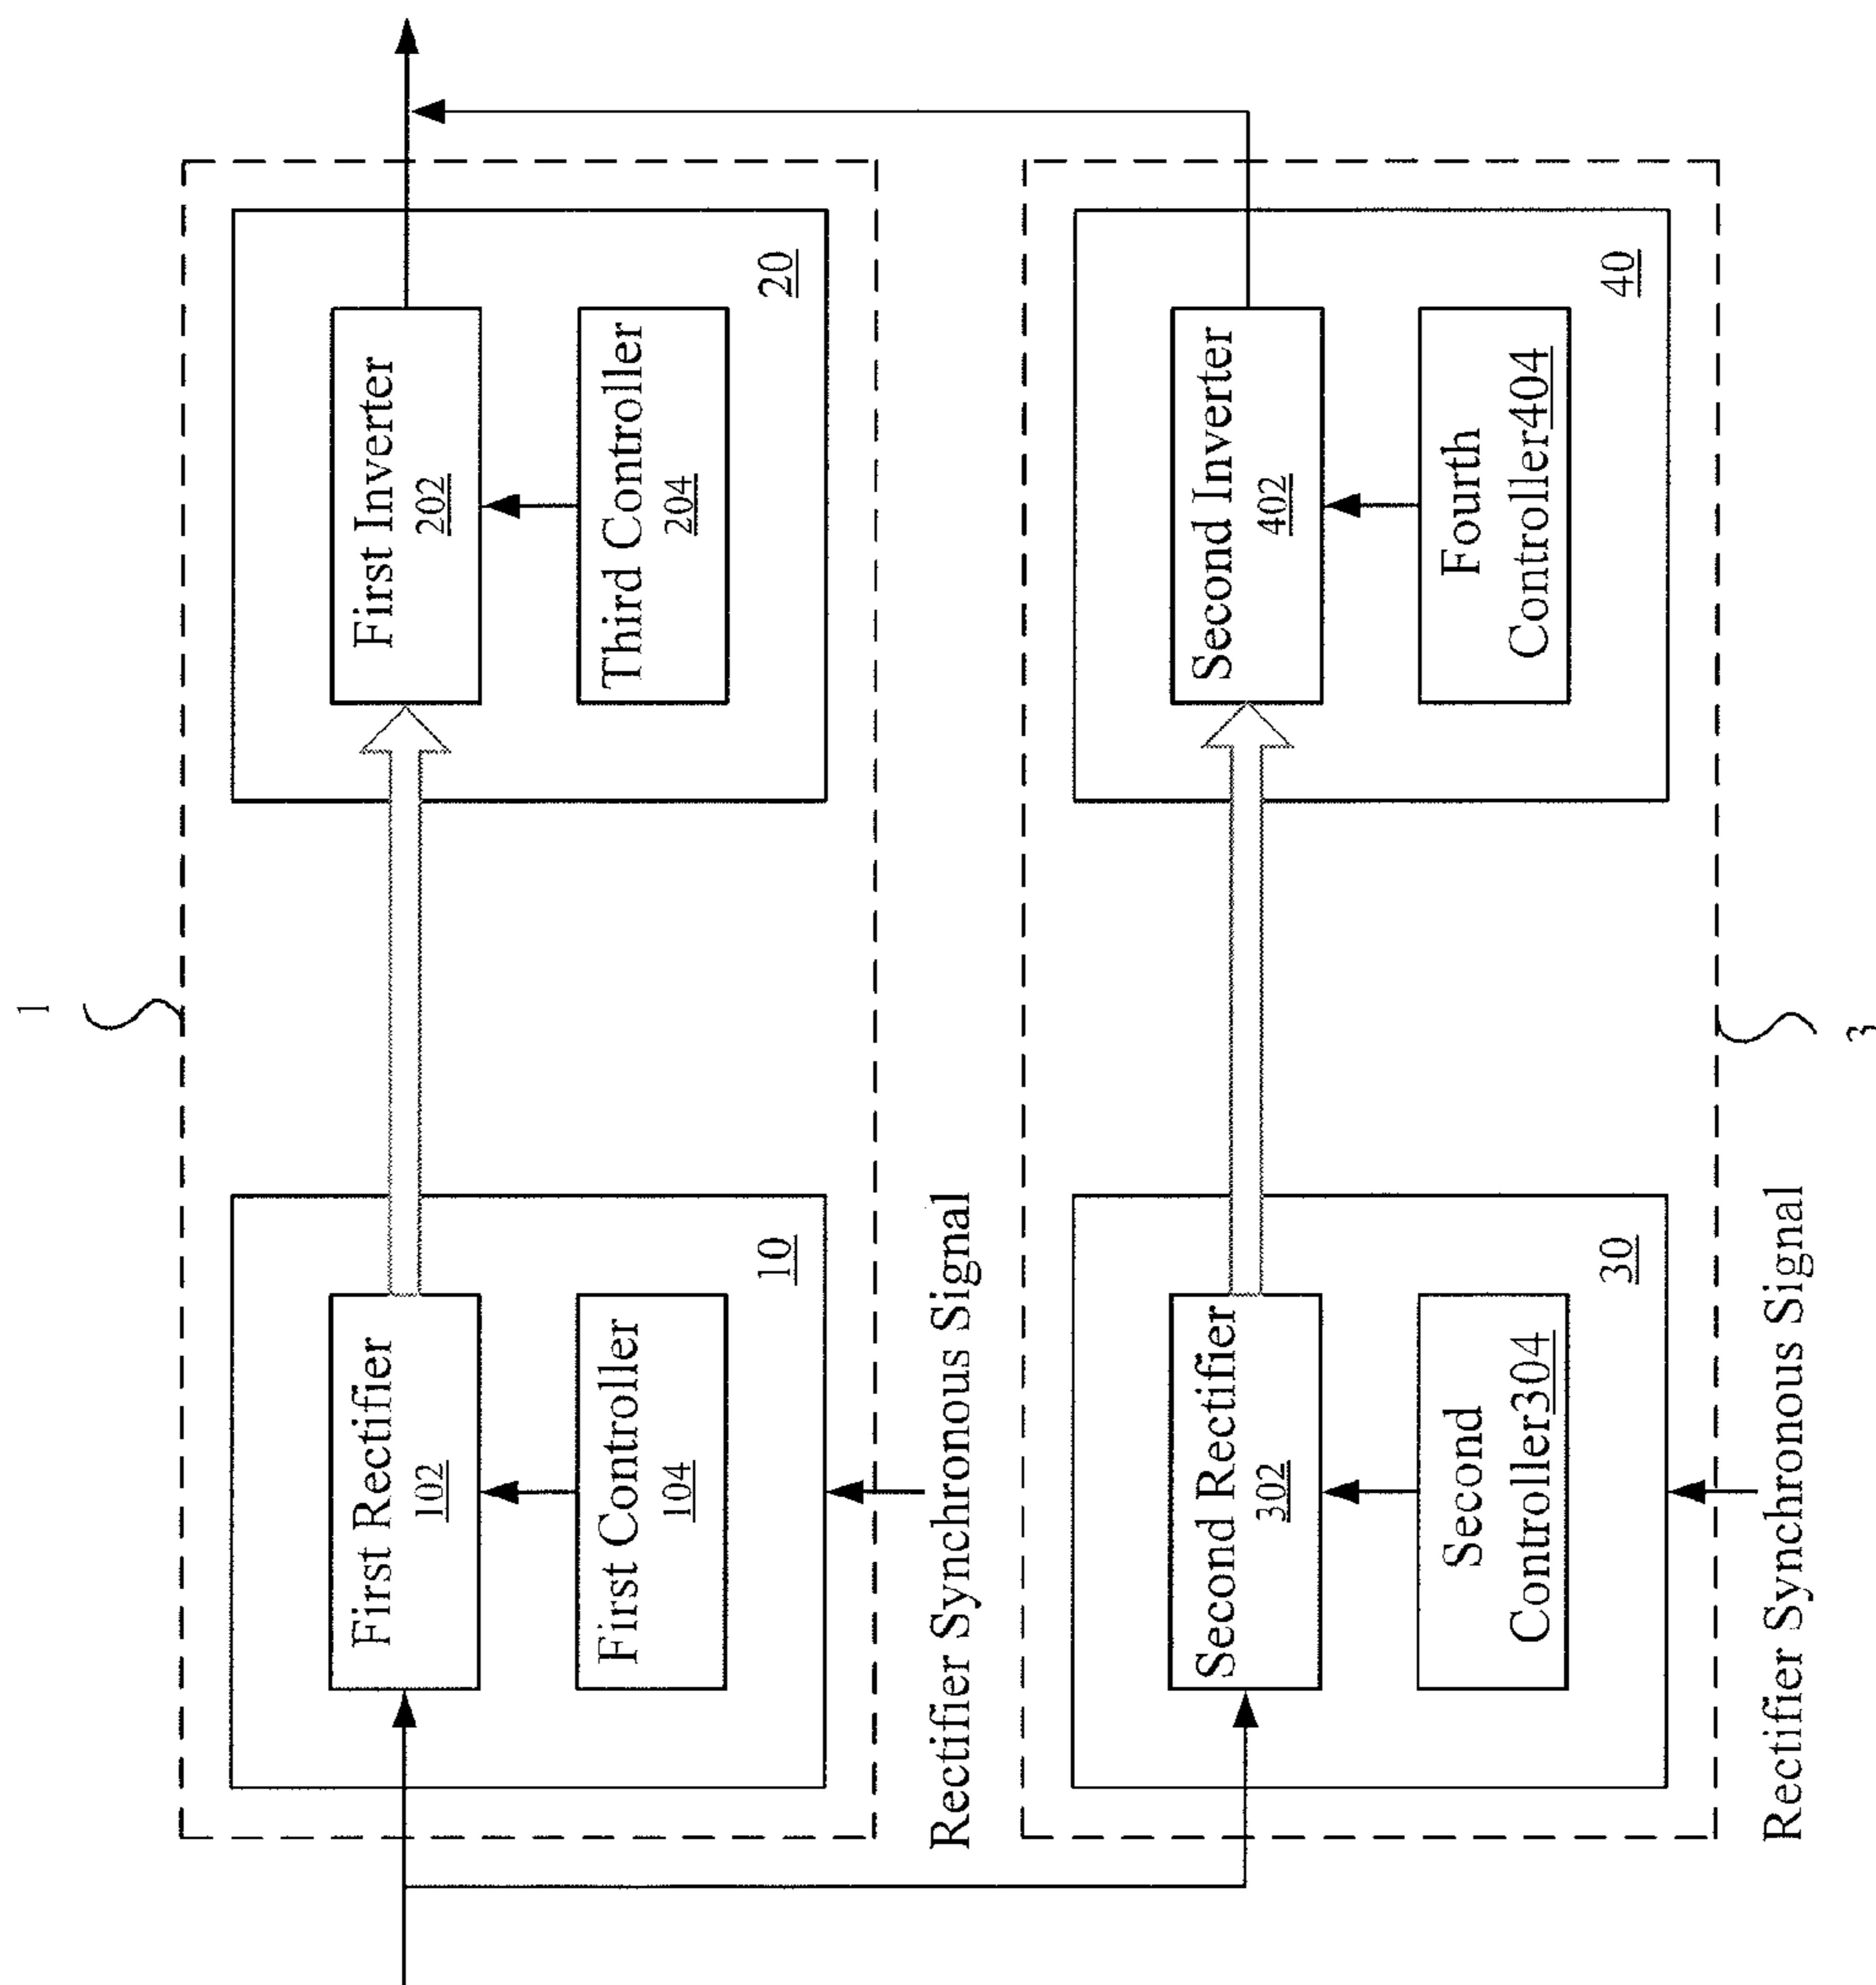 1
First Rectifier
102
First Controller
104
10
First Inverter
202
Third Controller
204
20
Rectifier Synchronous Signal
Second Rectifier
302
Second
Controller304
30
Second Inverter
402
Fourth
Controller404
40
Rectifier Synchronous Signal
3